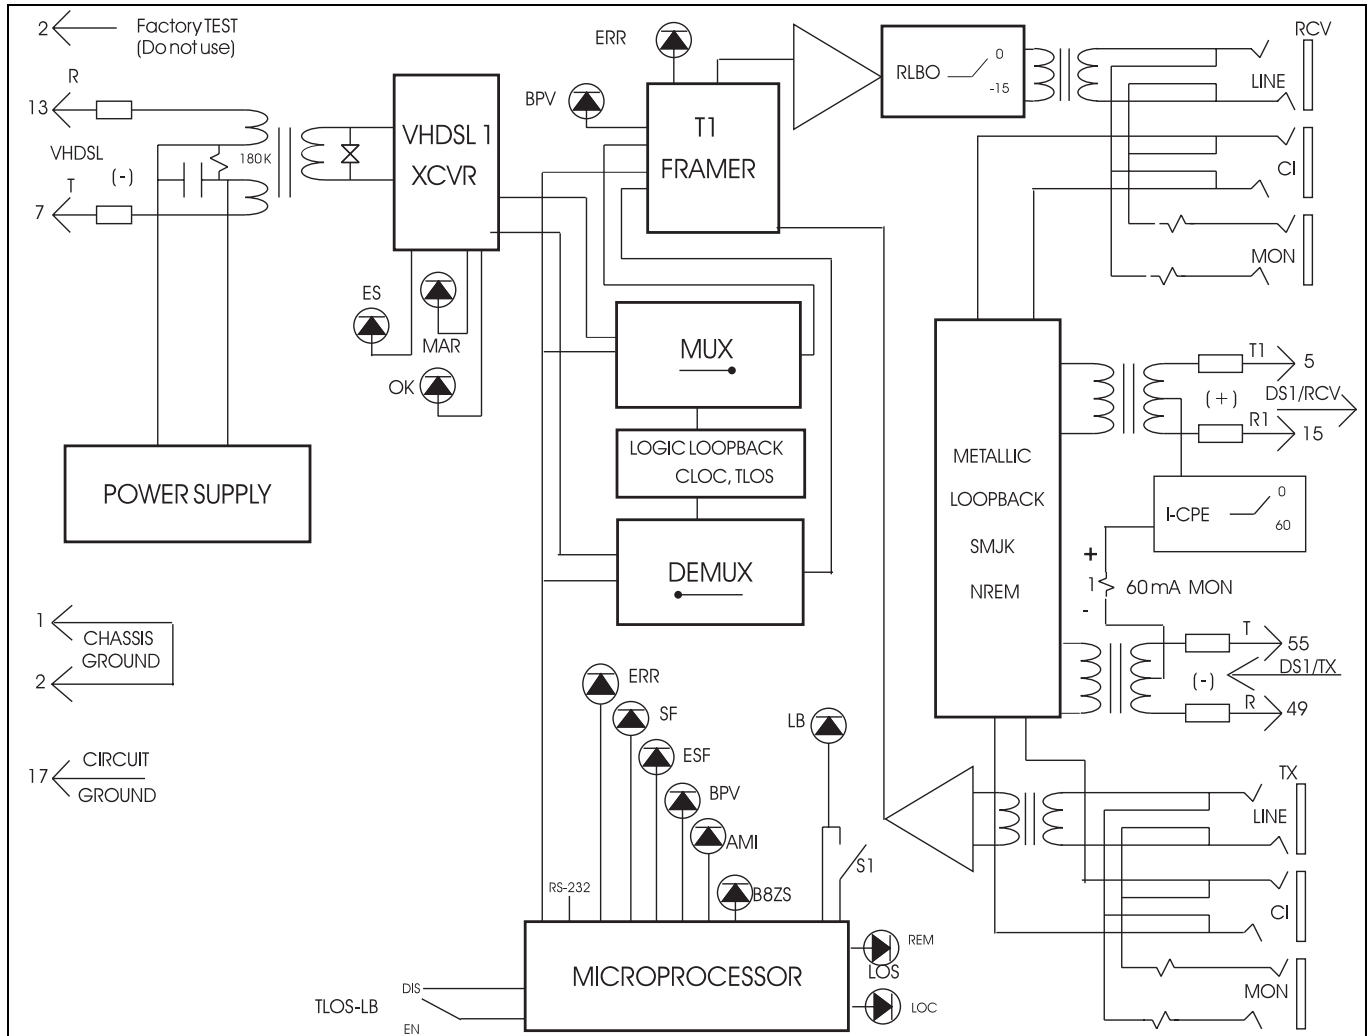 2
Factory TEST
(Do not use)
R
13
VHDSL
(-)
T
7
180K
VHDSL 1
XCVR
ES
MAR
OK
POWER SUPPLY
1
CHASSIS
GROUND
2
17
CIRCUIT
GROUND
ERR
BPV
T1
FRAMER
MUX
LOGIC LOOPBACK
CLOC, TLOS
DEMUX
RLBO
0
-15
RCV
LINE
CI
MON
METALLIC
LOOPBACK
SMJK
NREM
T1
5
(+)
DS1/RCV
R1
15
I-CPE
0
60
+
1
60 mA MON
-
T
55
(-)
DS1/TX
R
49
TX
LINE
CI
MON
ERR
SF
ESF
BPV
AMI
B8ZS
LB
S1
RS-232
MICROPROCESSOR
REM
LOS
LOC
TLOS-LB
DIS
EN